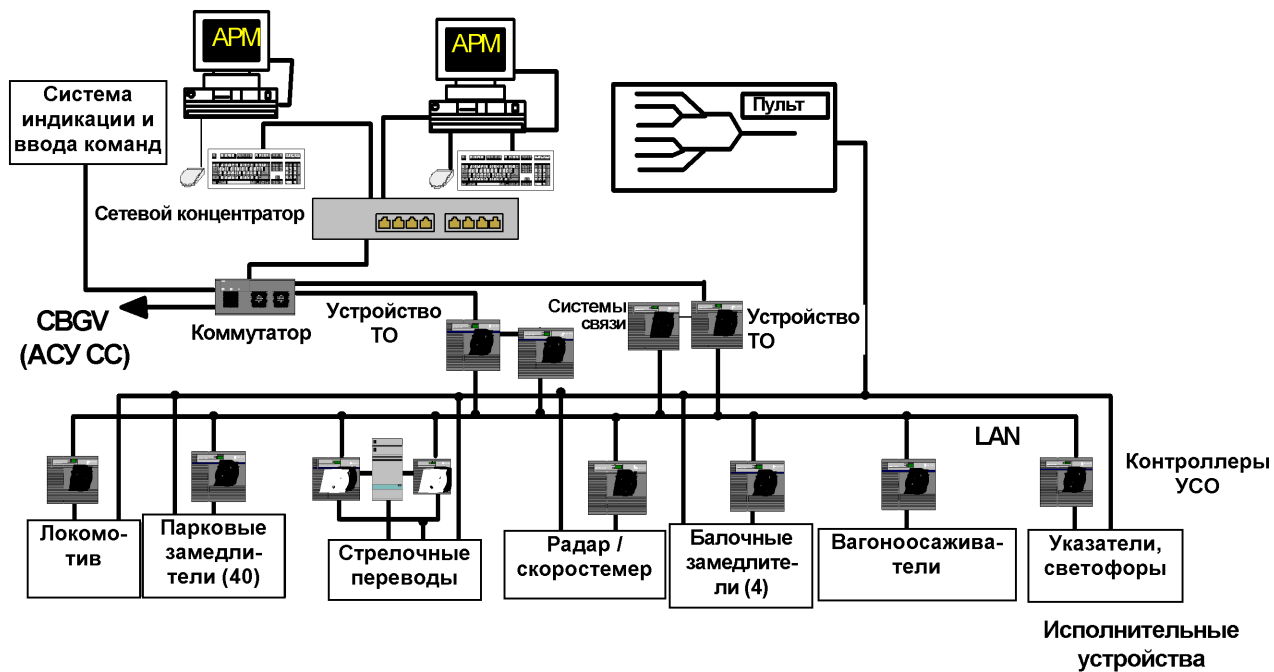 АРМ
АРМ
Система
индикации и
ввода команд
Пульт
Сетевой концентратор
CBGV
(АСУ СС)
Коммутатор
Устройство
ТО
Системы
связи
Устройство
ТО
LAN
Контроллеры
УСО
Локомо-
тив
Парковые
замедли-
тели (40)
Стрелочные
переводы
Радар /
скоростемер
Балочные
замедлите-
ли (4)
Вагоноосажива-
тели
Указатели,
светофоры
Исполнительные
устройства